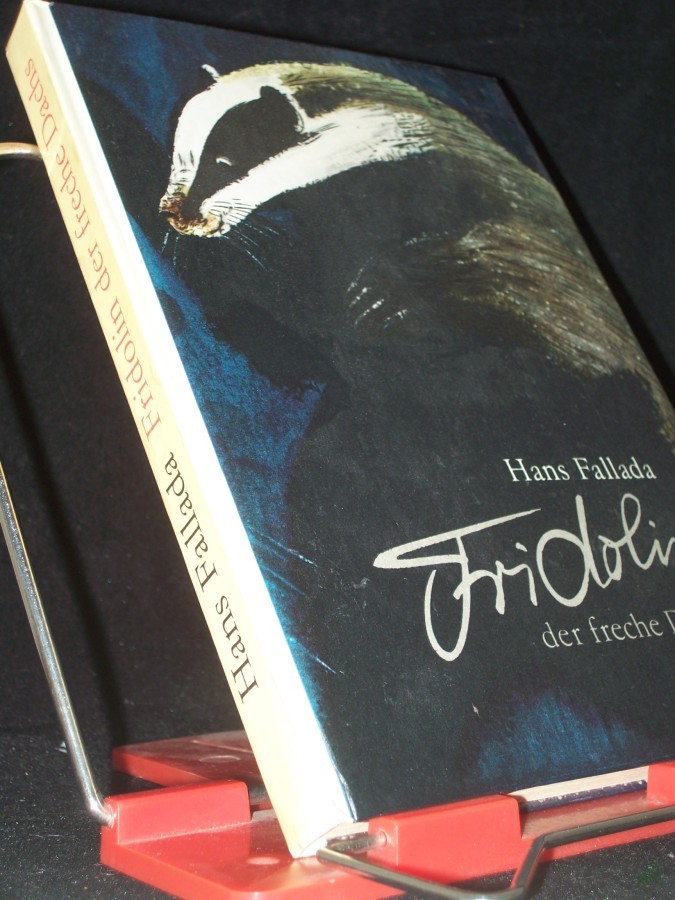 Hans Fallada Fridolin der freche Dachs
Hans Fallada
Fridolin
der freche D